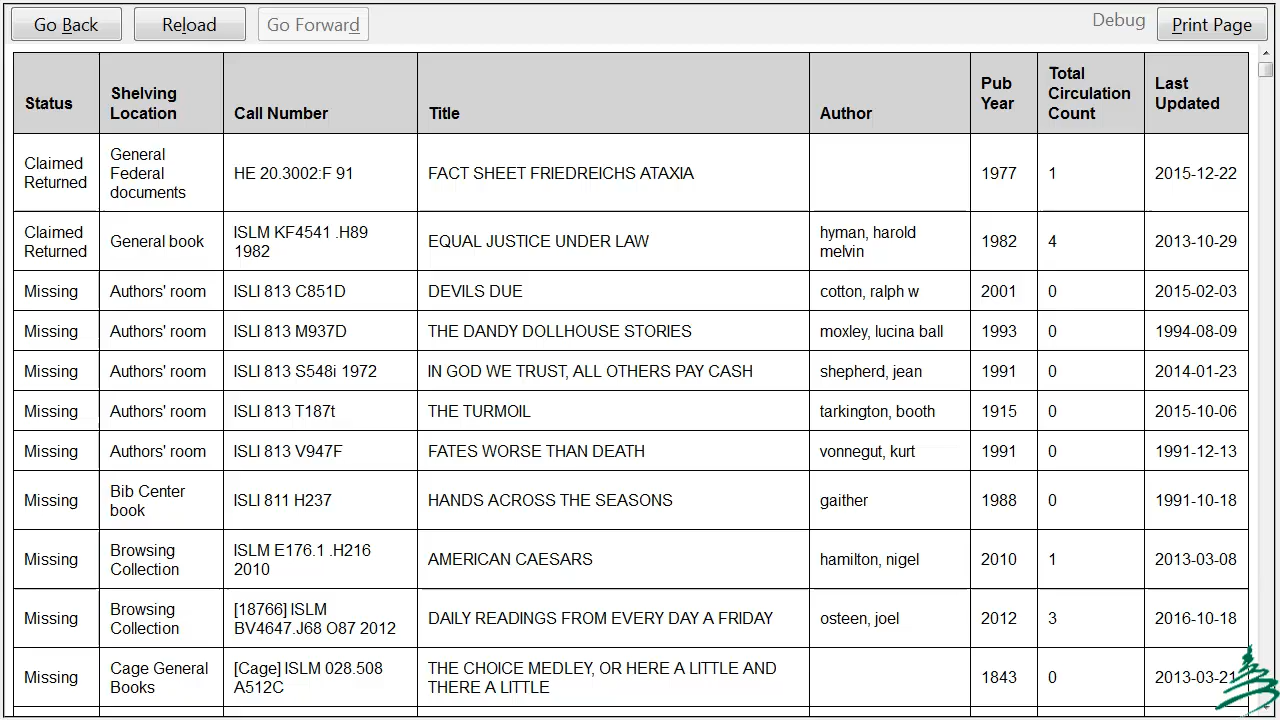 Go Back Reload Go Forward Debug Print Page
Status Shelving Location Call Number Title Author Pub Year Total Circulation Count Last Updated
Claimed Returned General Federal documents HE 20.3002:F 91 FACT SHEET FRIEDREICHS ATAXIA 1977 1 2015-12-22
Claimed Returned General book ISLM KF4541 .H89 1982 EQUAL JUSTICE UNDER LAW hyman, harold melvin 1982 4 2013-10-29
Missing Authors' room ISLI 813 C851D DEVILS DUE cotton, ralph w 2001 0 2015-02-03
Missing Authors' room ISLI 813 M937D THE DANDY DOLLHOUSE STORIES moxley, lucina ball 1993 0 1994-08-09
Missing Authors' room ISLI 813 S548i 1972 IN GOD WE TRUST, ALL OTHERS PAY CASH shepherd, jean 1991 0 2014-01-23
Missing Authors' room ISLI 813 T187t THE TURMOIL tarkington, booth 1915 0 2015-10-06
Missing Authors' room ISLI 813 V947F FATES WORSE THAN DEATH vonnegut, kurt 1991 0 1991-12-13
Missing Bib Center book ISLI 811 H237 HANDS ACROSS THE SEASONS gaither 1988 0 1991-10-18
Missing Browsing Collection ISLM E176.1 .H216 2010 AMERICAN CAESARS hamilton, nigel 2010 1 2013-03-08
Missing Browsing Collection [18766] ISLM BV4647.J68 O87 2012 DAILY READINGS FROM EVERY DAY A FRIDAY osteen, joel 2012 3 2016-10-18
Missing Cage General Books [Cage] ISLM 028.508 A512C THE CHOICE MEDLEY, OR HERE A LITTLE AND THERE A LITTLE 1843 0 2013-03-21